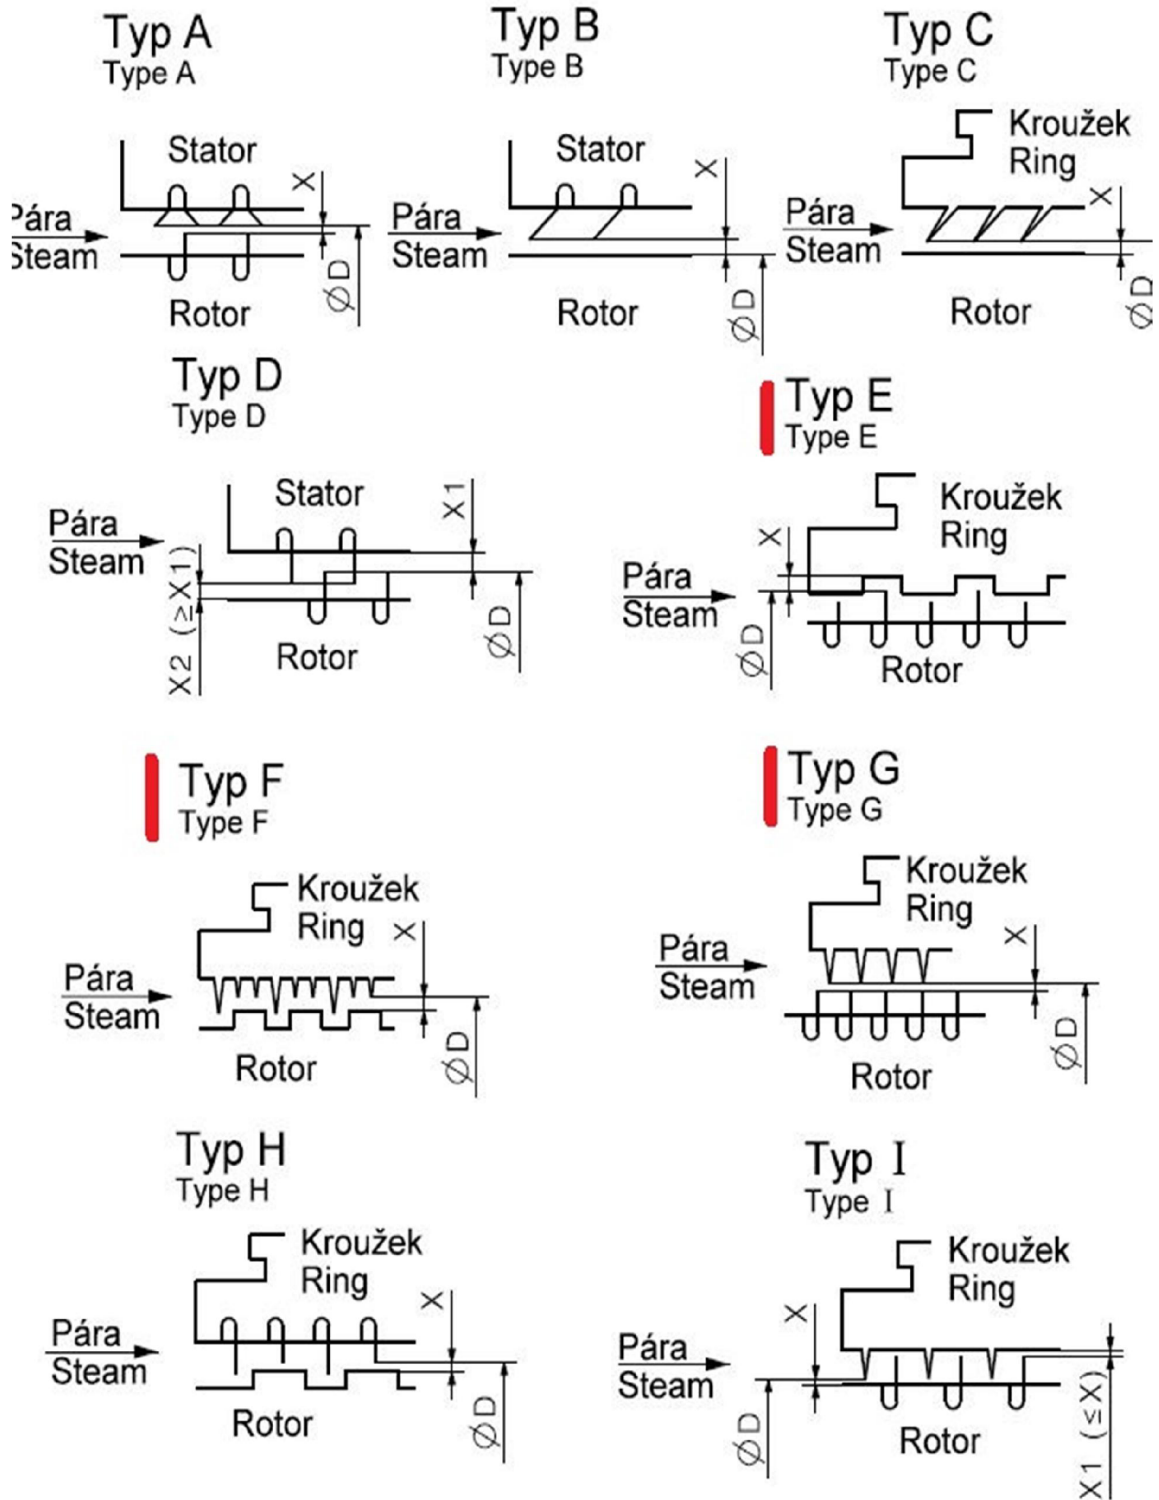 Typ A
Type A
Typ B
Type B
Typ C
Type C
Stator
X
Pára
Steam
ØD
Rotor
Stator
X
Pára
Steam
ØD
Rotor
Kroužek
Ring
X
Pára
Steam
ØD
Rotor
Typ D
Type D
Stator
X1
Pára
Steam
X2 (≥X1)
ØD
Rotor
Typ E
Type E
Kroužek
Ring
X
Pára
Steam
ØD
Rotor
Typ F
Type F
Kroužek
Ring
X
Pára
Steam
ØD
Rotor
Typ G
Type G
Kroužek
Ring
X
Pára
Steam
ØD
Rotor
Typ H
Type H
Kroužek
Ring
X
Pára
Steam
ØD
Rotor
Typ I
Type I
Kroužek
Ring
X
Pára
Steam
ØD
X1 (≤X)
Rotor